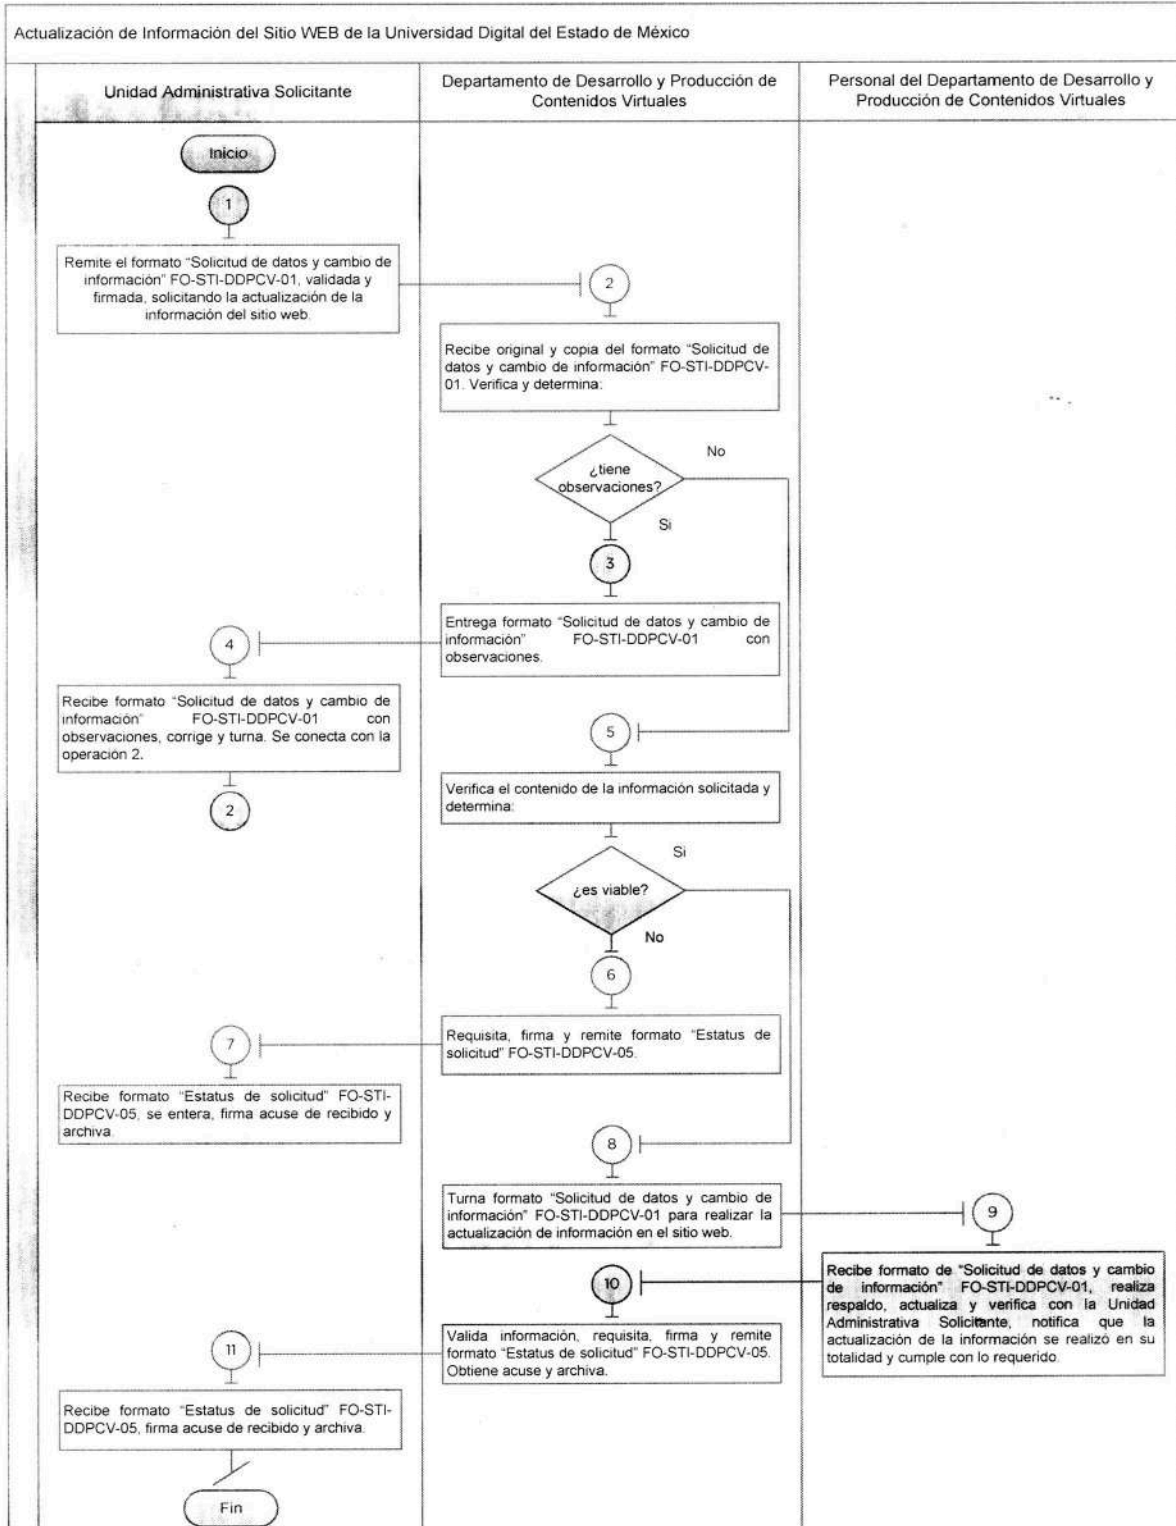 Actualización de Información del Sitio WEB de la Universidad Digital del Estado de México
Unidad Administrativa Solicitante
Departamento de Desarrollo y Producción de
Contenidos Virtuales
Personal del Departamento de Desarrollo y
Producción de Contenidos Virtuales
Inicio
1
Remite el formato “Solicitud de datos y cambio de
información” FO-STI-DDPCV-01, validada y
firmada, solicitando la actualización de la
información del sitio web.
2
Recibe original y copia del formato “Solicitud de
datos y cambio de información” FO-STI-DDPCV-
01. Verifica y determina:
¿tiene
observaciones?
No
Si
3
Entrega formato “Solicitud de datos y cambio de
información” FO-STI-DDPCV-01 con
observaciones.
4
Recibe formato “Solicitud de datos y cambio de
información” FO-STI-DDPCV-01 con
observaciones, corrige y turna. Se conecta con la
operación 2.
2
5
Verifica el contenido de la información solicitada y
determina:
¿es viable?
Si
No
6
Requisita, firma y remite formato “Estatus de
solicitud” FO-STI-DDPCV-05.
7
Recibe formato “Estatus de solicitud” FO-STI-
DDPCV-05, se entera, firma acuse de recibido y
archiva.
8
Turna formato “Solicitud de datos y cambio de
información” FO-STI-DDPCV-01 para realizar la
actualización de información en el sitio web.
9
Recibe formato de “Solicitud de datos y cambio
de información” FO-STI-DDPCV-01, realiza
respaldo, actualiza y verifica con la Unidad
Administrativa Solicitante, notifica que la
actualización de la información se realizó en su
totalidad y cumple con lo requerido.
10
Valida información, requisita, firma y remite
formato “Estatus de solicitud” FO-STI-DDPCV-05.
Obtiene acuse y archiva.
11
Recibe formato “Estatus de solicitud” FO-STI-
DDPCV-05, firma acuse de recibido y archiva.
Fin